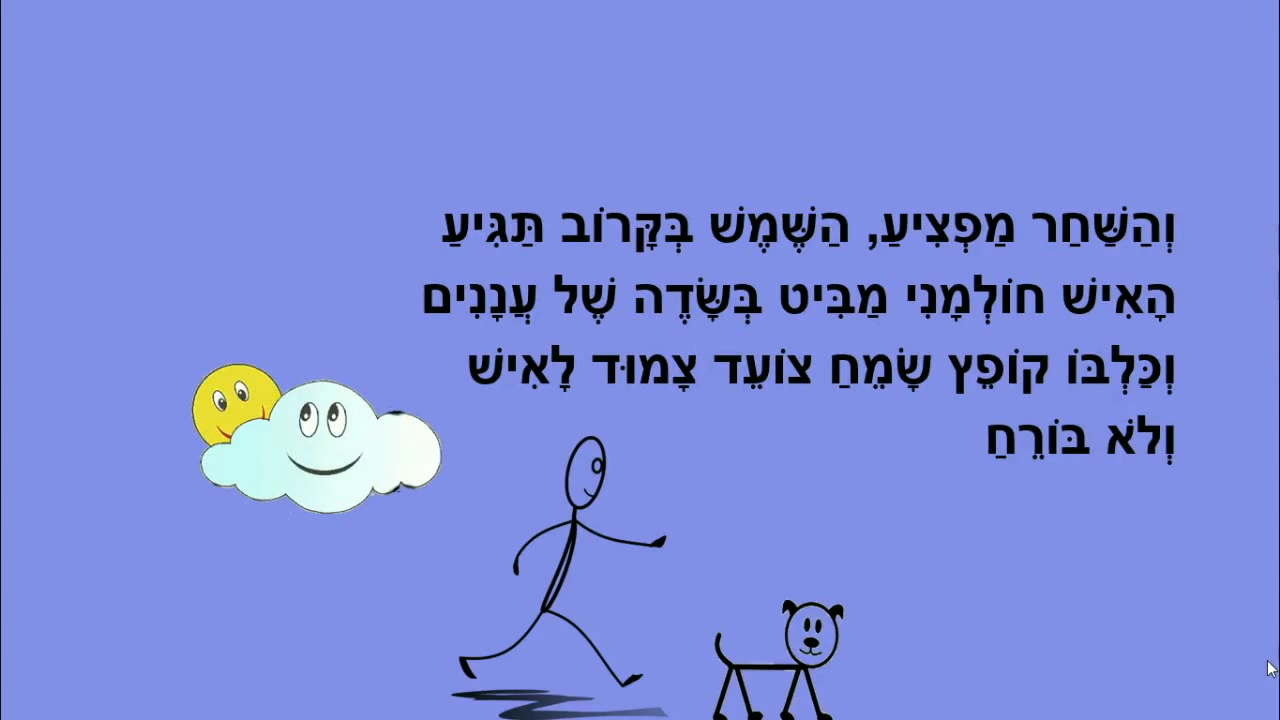 וְהַשַּׁחַר מַפְצִיעַ, הַשֶּׁמֶשׁ בְּקָּרוֹב תַּגִּיעַ
הָאִישׁ חוֹלְמָנִי מַבִּיט בְּשָּׂדֶה שֶׁל עֲנָנִים
וְכַּלְבּוֹ קוֹפֵץ שָׂמֵחַ צוֹעֵד צָמוּד לָאִישׁ
וְלֹא בּוֹרֵחַ